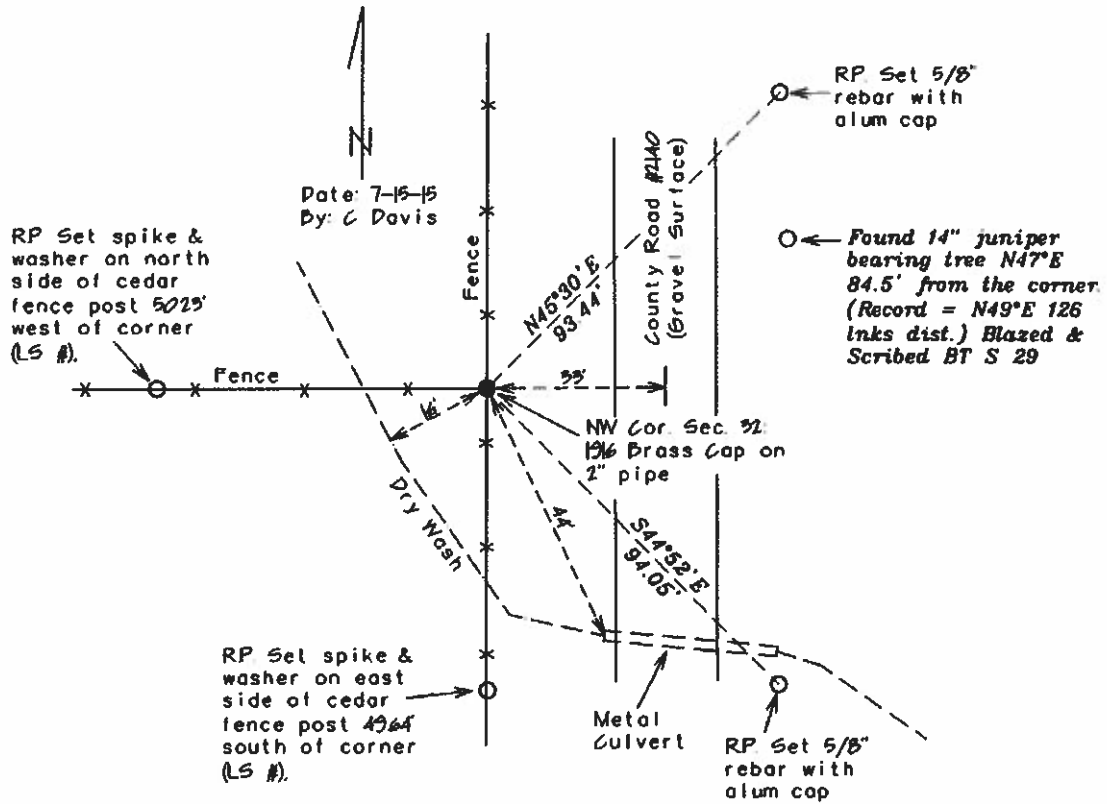 RP. Set 5/8"
rebar with
alum cap
N
Date: 7-15-15
By: C Davis
RP Set spike &
washer on north
side of cedar
fence post 50.23'
west of corner
(LS #).
Fence
County Road #2140
(Gravel Surface)
N45°30'E
93.44'
Found 14" juniper
bearing tree N47°E
84.5' from the corner.
(Record = N49°E 126
lnks dist.) Blazed &
Scribed BT S 29
Fence
33'
16'
NW Cor. Sec. 32:
1916 Brass Cap on
2" pipe
Dry Wash
44'
S44°52'E
94.05'
RP Set spike &
washer on east
side of cedar
fence post 49.64'
south of corner
(LS #).
Metal
Culvert
RP. Set 5/8"
rebar with
alum cap